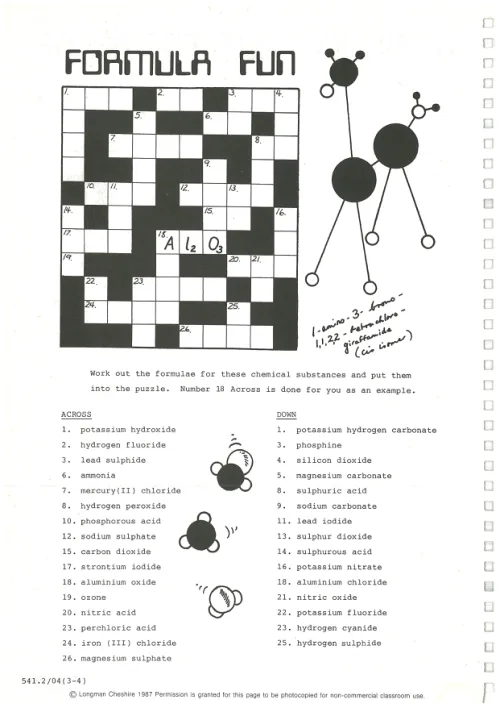 FORMULA FUN
1. 2. 3. 4.
5. 6.
7. 8.
9.
10. 11. 12. 13.
14. 15. 16.
17. 18. A l₂ O₃
19. 20. 21.
22. 23.
24. 25.
26.
1-amino-3-bromo-
1,1,2,2-tetrachloro-
giraffamide
(cis isomer)
Work out the formulae for these chemical substances and put them
into the puzzle. Number 18 Across is done for you as an example.
ACROSS
1. potassium hydroxide
2. hydrogen fluoride
3. lead sulphide
6. ammonia
7. mercury(II) chloride
8. hydrogen peroxide
10. phosphorous acid
12. sodium sulphate
15. carbon dioxide
17. strontium iodide
18. aluminium oxide
19. ozone
20. nitric acid
23. perchloric acid
24. iron (III) chloride
26. magnesium sulphate
DOWN
1. potassium hydrogen carbonate
3. phosphine
4. silicon dioxide
5. magnesium carbonate
8. sulphuric acid
9. sodium carbonate
11. lead iodide
13. sulphur dioxide
14. sulphurous acid
16. potassium nitrate
18. aluminium chloride
21. nitric oxide
22. potassium fluoride
23. hydrogen cyanide
25. hydrogen sulphide
541.2/04(3-4)
© Longman Cheshire 1987 Permission is granted for this page to be photocopied for non-commercial classroom use.